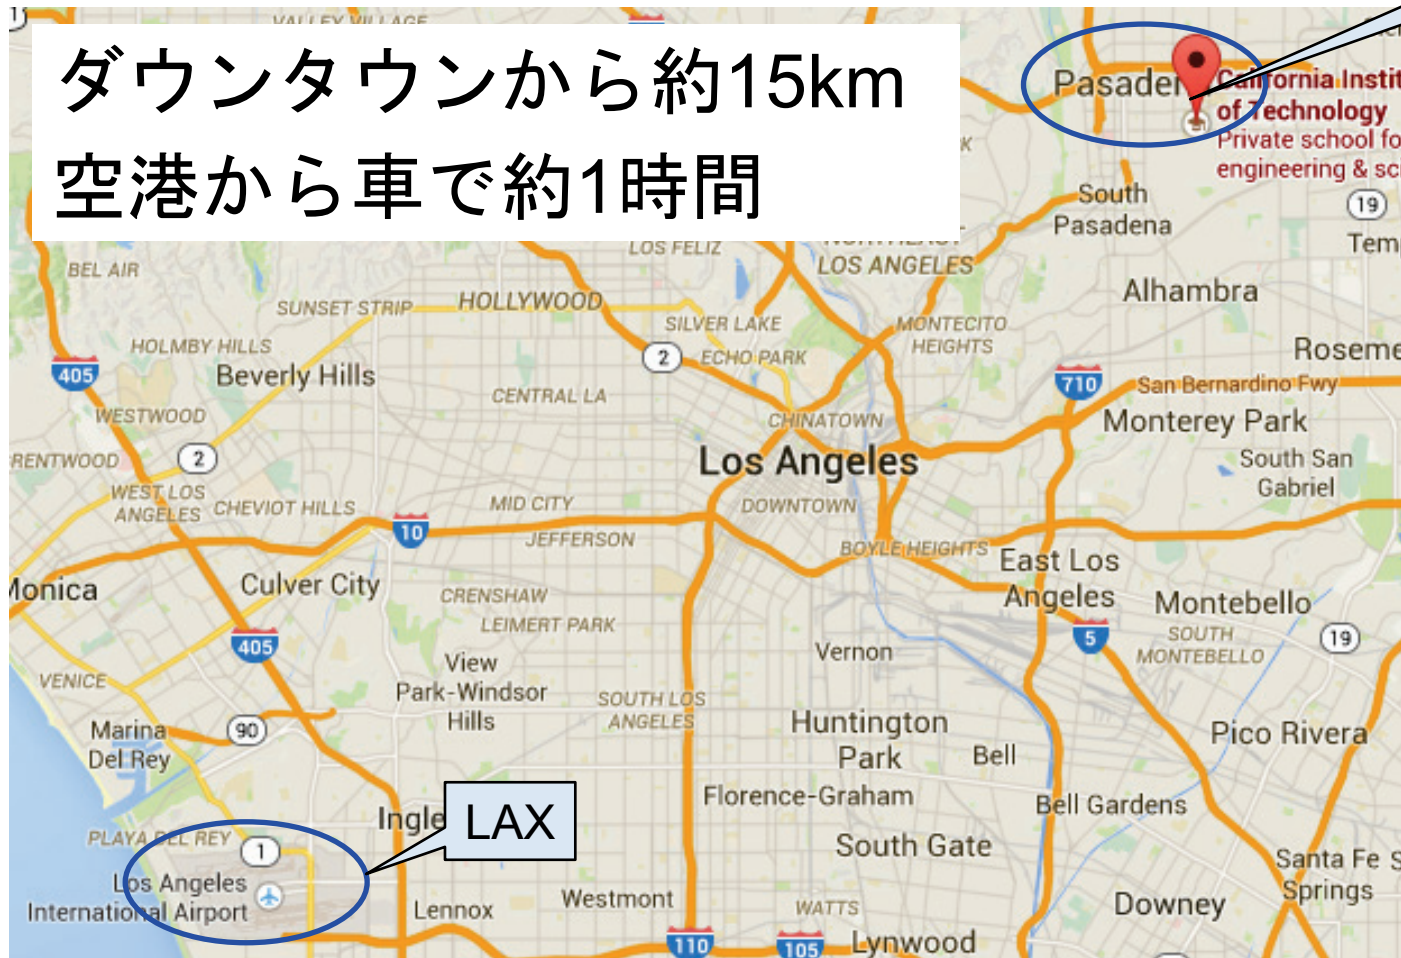 VALLEY VILLAGE
ダウンタウンから約15km
空港から車で約1時間
Pasaden
California Instit
of Technology
Private school fo
engineering & sci
South
Pasadena
19
Tem
BEL AIR
LOS FELIZ
NORTHEAST
LOS ANGELES
Alhambra
SUNSET STRIP
HOLLYWOOD
SILVER LAKE
MONTECITO
HEIGHTS
HOLMBY HILLS
2
ECHO PARK
Roseme
405
Beverly Hills
710
San Bernardino Fwy
CENTRAL LA
WESTWOOD
CHINATOWN
Monterey Park
RENTWOOD
2
Los Angeles
South San
Gabriel
WEST LOS
ANGELES
CHEVIOT HILLS
MID CITY
DOWNTOWN
10
JEFFERSON
BOYLE HEIGHTS
East Los
Angeles
Monica
Culver City
CRENSHAW
Montebello
LEIMERT PARK
405
5
SOUTH
MONTEBELLO
19
View
Park-Windsor
Hills
Vernon
VENICE
SOUTH LOS
ANGELES
Marina
Del Rey
90
Huntington
Park
Bell
Pico Rivera
Florence-Graham
Bell Gardens
Ingle
LAX
PLAYA DEL REY
1
South Gate
Santa Fe S
Springs
Los Angeles
International Airport
Lennox
Westmont
WATTS
Downey
110
105
Lynwood